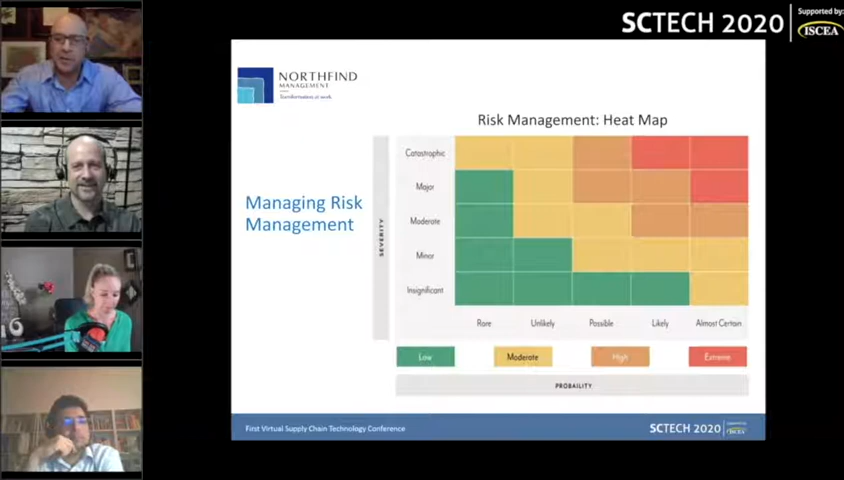 SCTECH 2020
Supported by:
ISCEA
NORTHFIND
MANAGEMENT
Transformation at work
Risk Management: Heat Map
Managing Risk
Management
SEVERITY
Catastrophic
Major
Moderate
Minor
Insignificant
Rare
Unlikely
Possible
Likely
Almost Certain
Low
Moderate
High
Extreme
PROBAILITY
First Virtual Supply Chain Technology Conference
SCTECH 2020
ISCEA